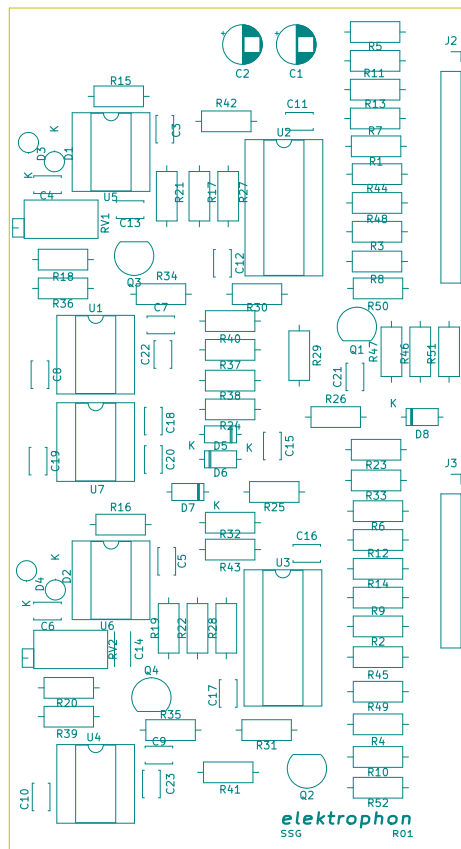 R5
J2
C2
C1
R11
R15
R13
R42
C11
K
C3
U2
R7
D3
D1
R1
K
R44
C4
U5
R21
R17
R27
RV1
C13
R48
R3
R18
C12
R8
Q3
R34
R36
R30
R50
U1
C7
R40
Q1
R29
R47
R46
R51
C22
R37
C8
C21
R38
R26
K
R24
C18
D5
D8
K
K
C15
C19
C20
D6
R23
J3
U7
D7
K
R25
R33
R16
R32
R6
K
C16
R43
R12
D4
D2
C5
U3
R14
K
C6
U6
R19
R22
R28
R9
RV2
C14
R2
Q4
C17
R45
R20
R49
R35
R39
U4
C9
R31
R4
R10
C10
C23
R41
Q2
R52
elektrophon
SSG
R01